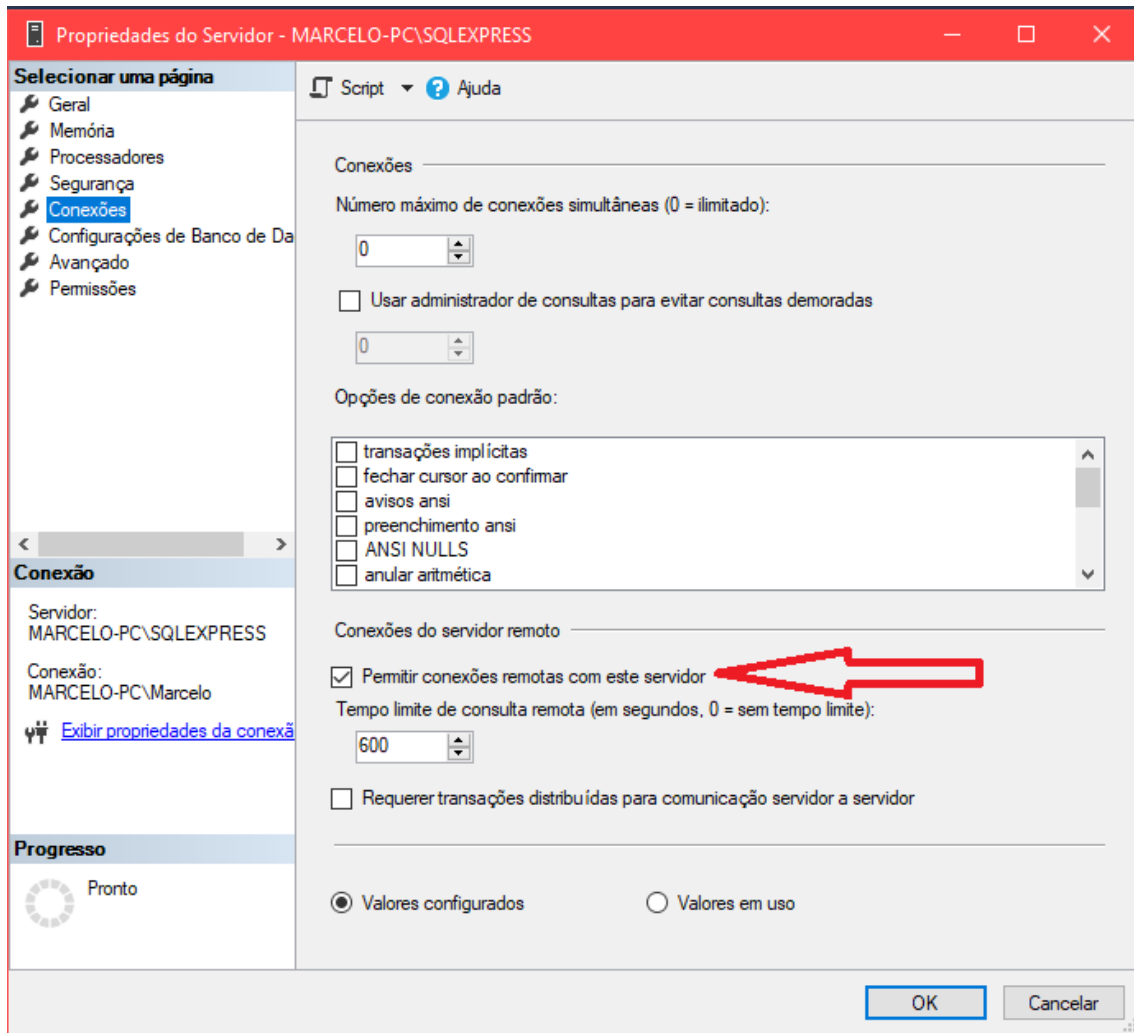 Propriedades do Servidor - MARCELO-PC\SQLEXPRESS
Selecionar uma página
Geral
Memória
Processadores
Segurança
Conexões
Configurações de Banco de Da
Avançado
Permissões
Script
Ajuda
Conexões
Número máximo de conexões simultâneas (0 = ilimitado):
0
Usar administrador de consultas para evitar consultas demoradas
0
Opções de conexão padrão:
transações implícitas
fechar cursor ao confirmar
avisos ansi
preenchimento ansi
ANSI NULLS
anular aritmética
Conexão
Servidor:
MARCELO-PC\SQLEXPRESS
Conexão:
MARCELO-PC\Marcelo
Exibir propriedades da conexã
Conexões do servidor remoto
Permitir conexões remotas com este servidor
Tempo limite de consulta remota (em segundos, 0 = sem tempo limite):
600
Requerer transações distribuídas para comunicação servidor a servidor
Progresso
Pronto
Valores configurados
Valores em uso
OK
Cancelar